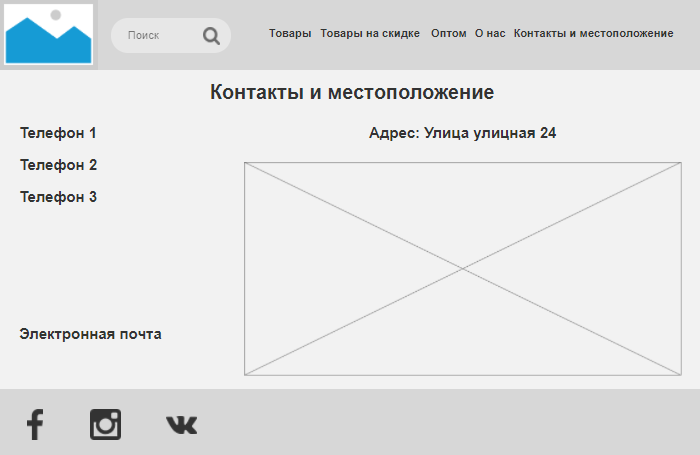 Поиск
Товары Товары на скидке Оптом О нас Контакты и местоположение
Контакты и местоположение
Телефон 1
Адрес: Улица улицная 24
Телефон 2
Телефон 3
Электронная почта